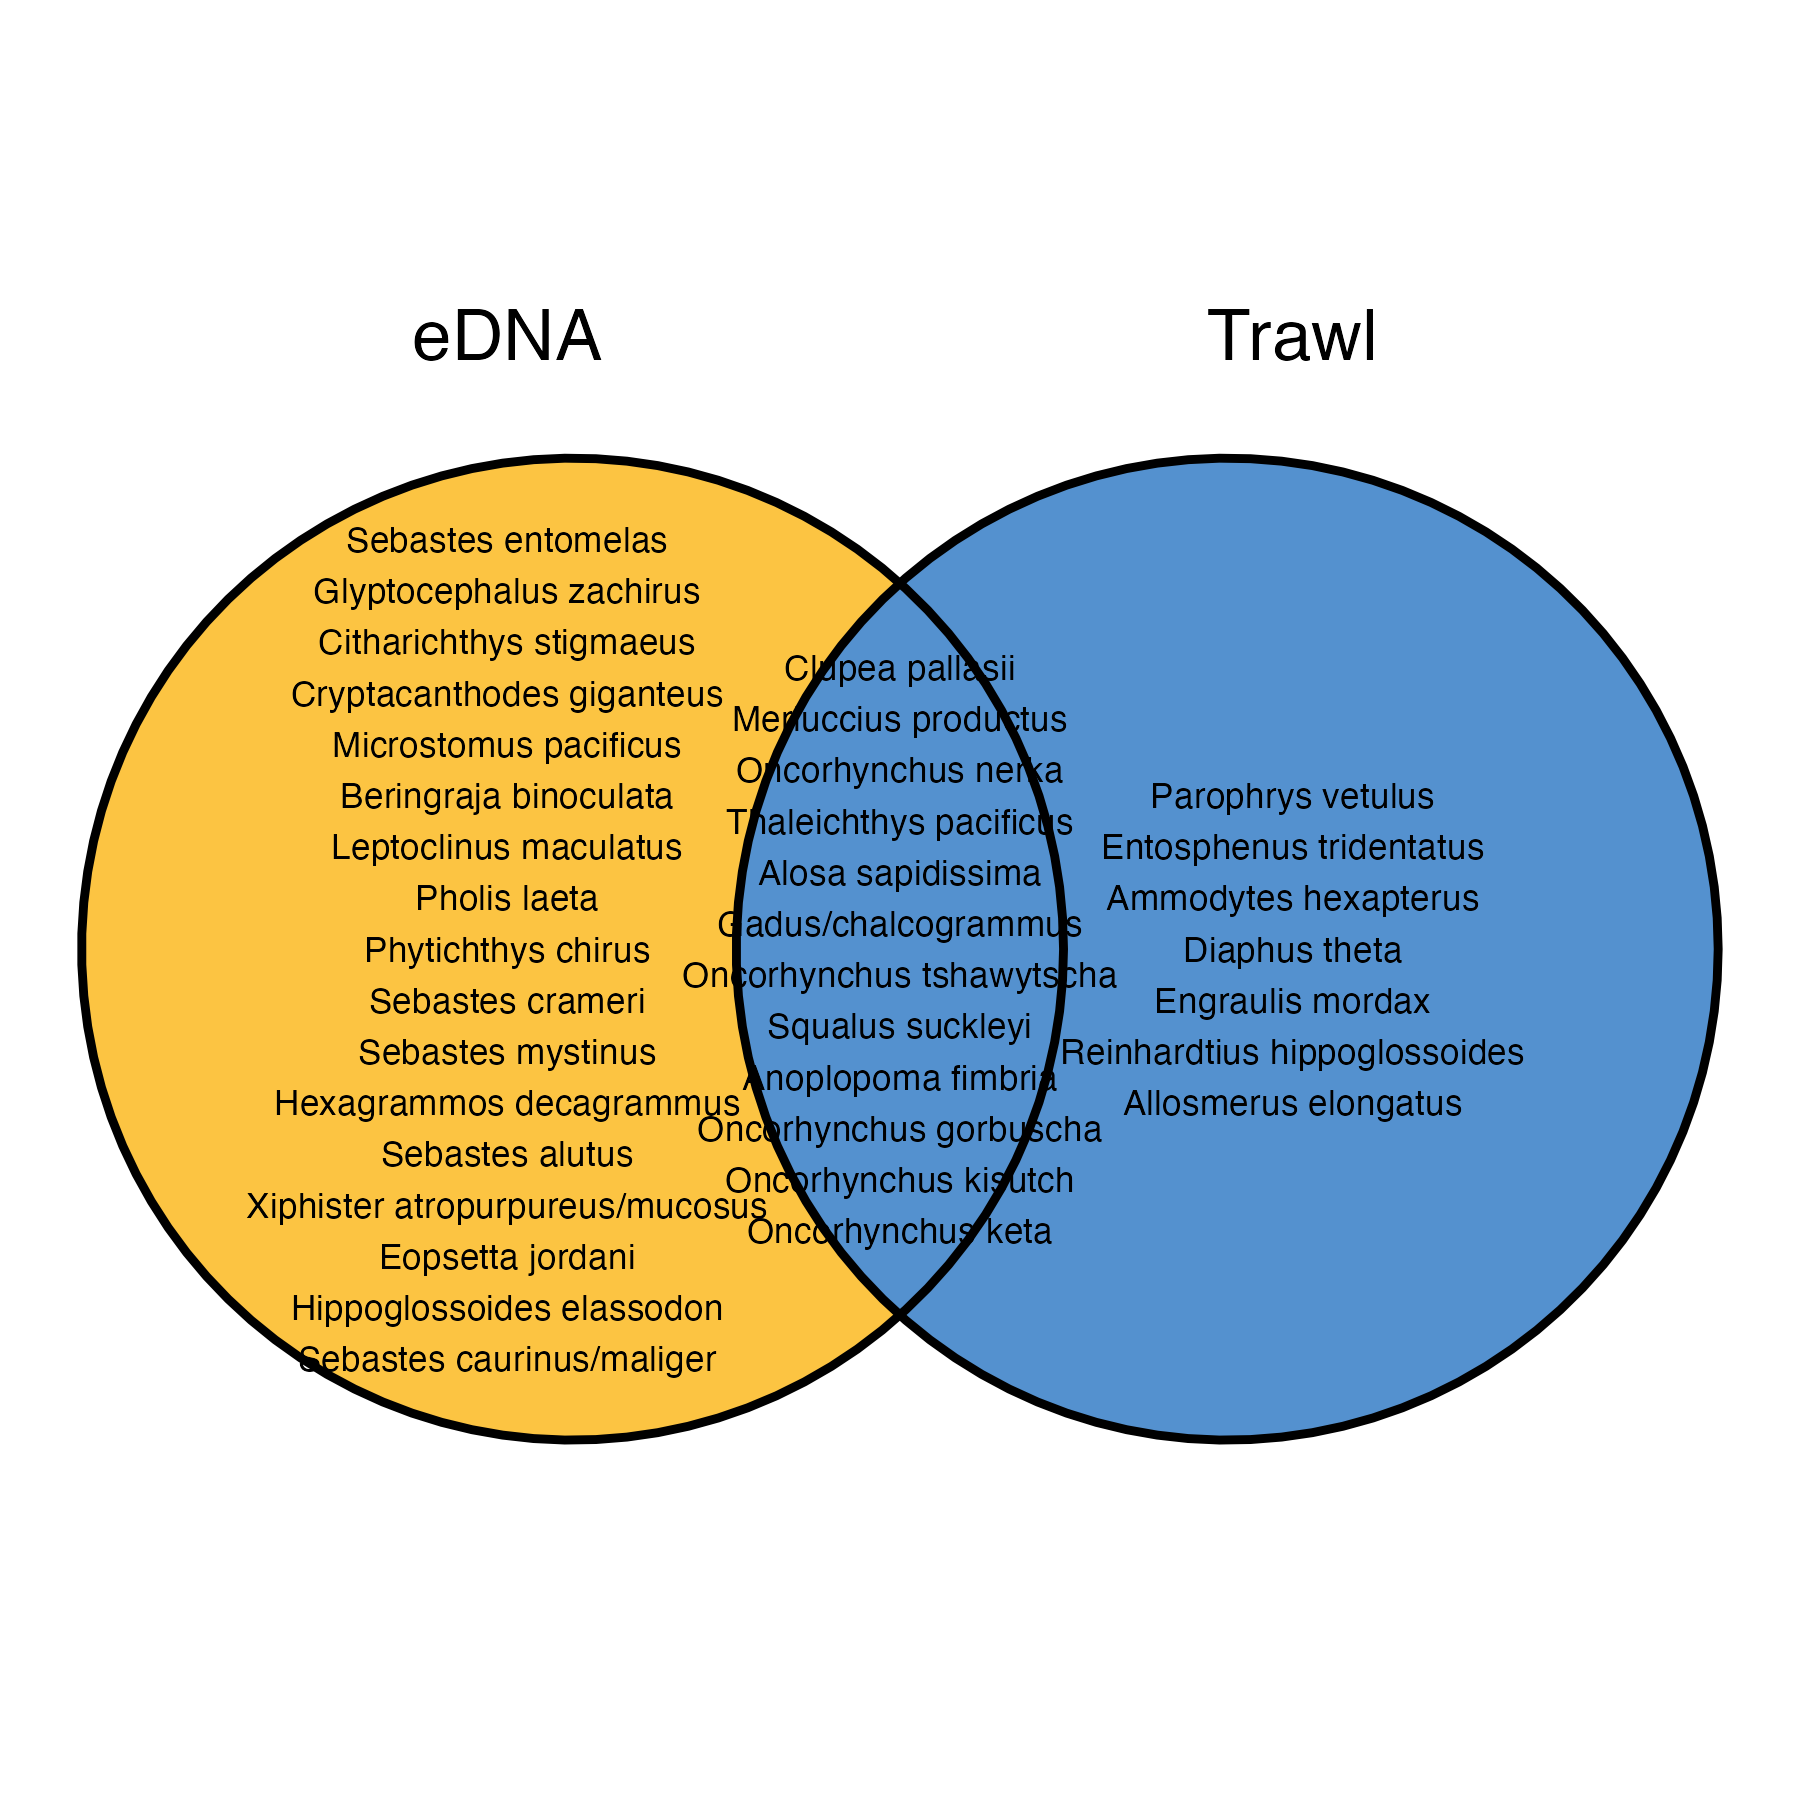 eDNA
Trawl
Sebastes entomelas
Glyptocephalus zachirus
Citharichthys stigmaeus
Cryptacanthodes giganteus
Microstomus pacificus
Beringraja binoculata
Leptoclinus maculatus
Pholis laeta
Phytichthys chirus
Sebastes crameri
Sebastes mystinus
Hexagrammos decagrammus
Sebastes alutus
Xiphister atropurpureus/mucosus
Eopsetta jordani
Hippoglossoides elassodon
Sebastes caurinus/maliger
Clupea pallasii
Merluccius productus
Oncorhynchus nerka
Thaleichthys pacificus
Alosa sapidissima
Gadus/chalcogrammus
Oncorhynchus tshawytscha
Squalus suckleyi
Anoplopoma fimbria
Oncorhynchus gorbuscha
Oncorhynchus kisutch
Oncorhynchus keta
Parophrys vetulus
Entosphenus tridentatus
Ammodytes hexapterus
Diaphus theta
Engraulis mordax
Reinhardtius hippoglossoides
Allosmerus elongatus